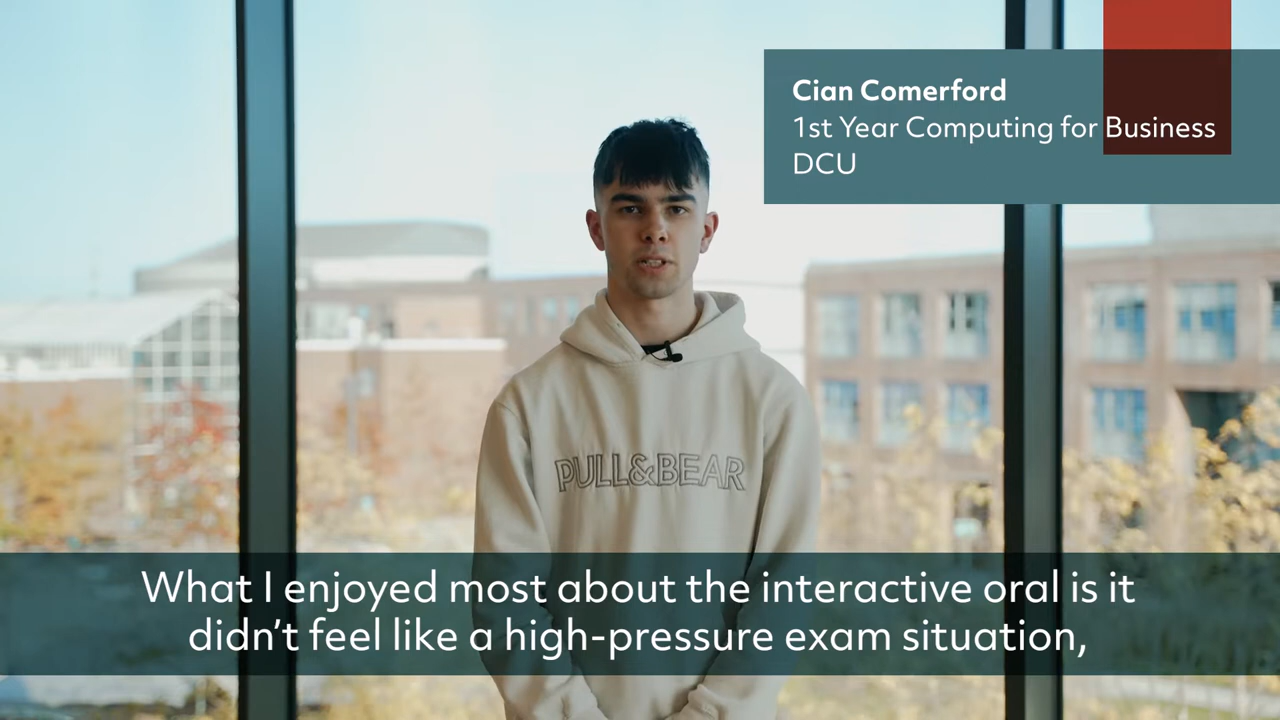 Cian Comerford
1st Year Computing for Business
DCU
PULL&BEAR
What I enjoyed most about the interactive oral is it
didn’t feel like a high-pressure exam situation,